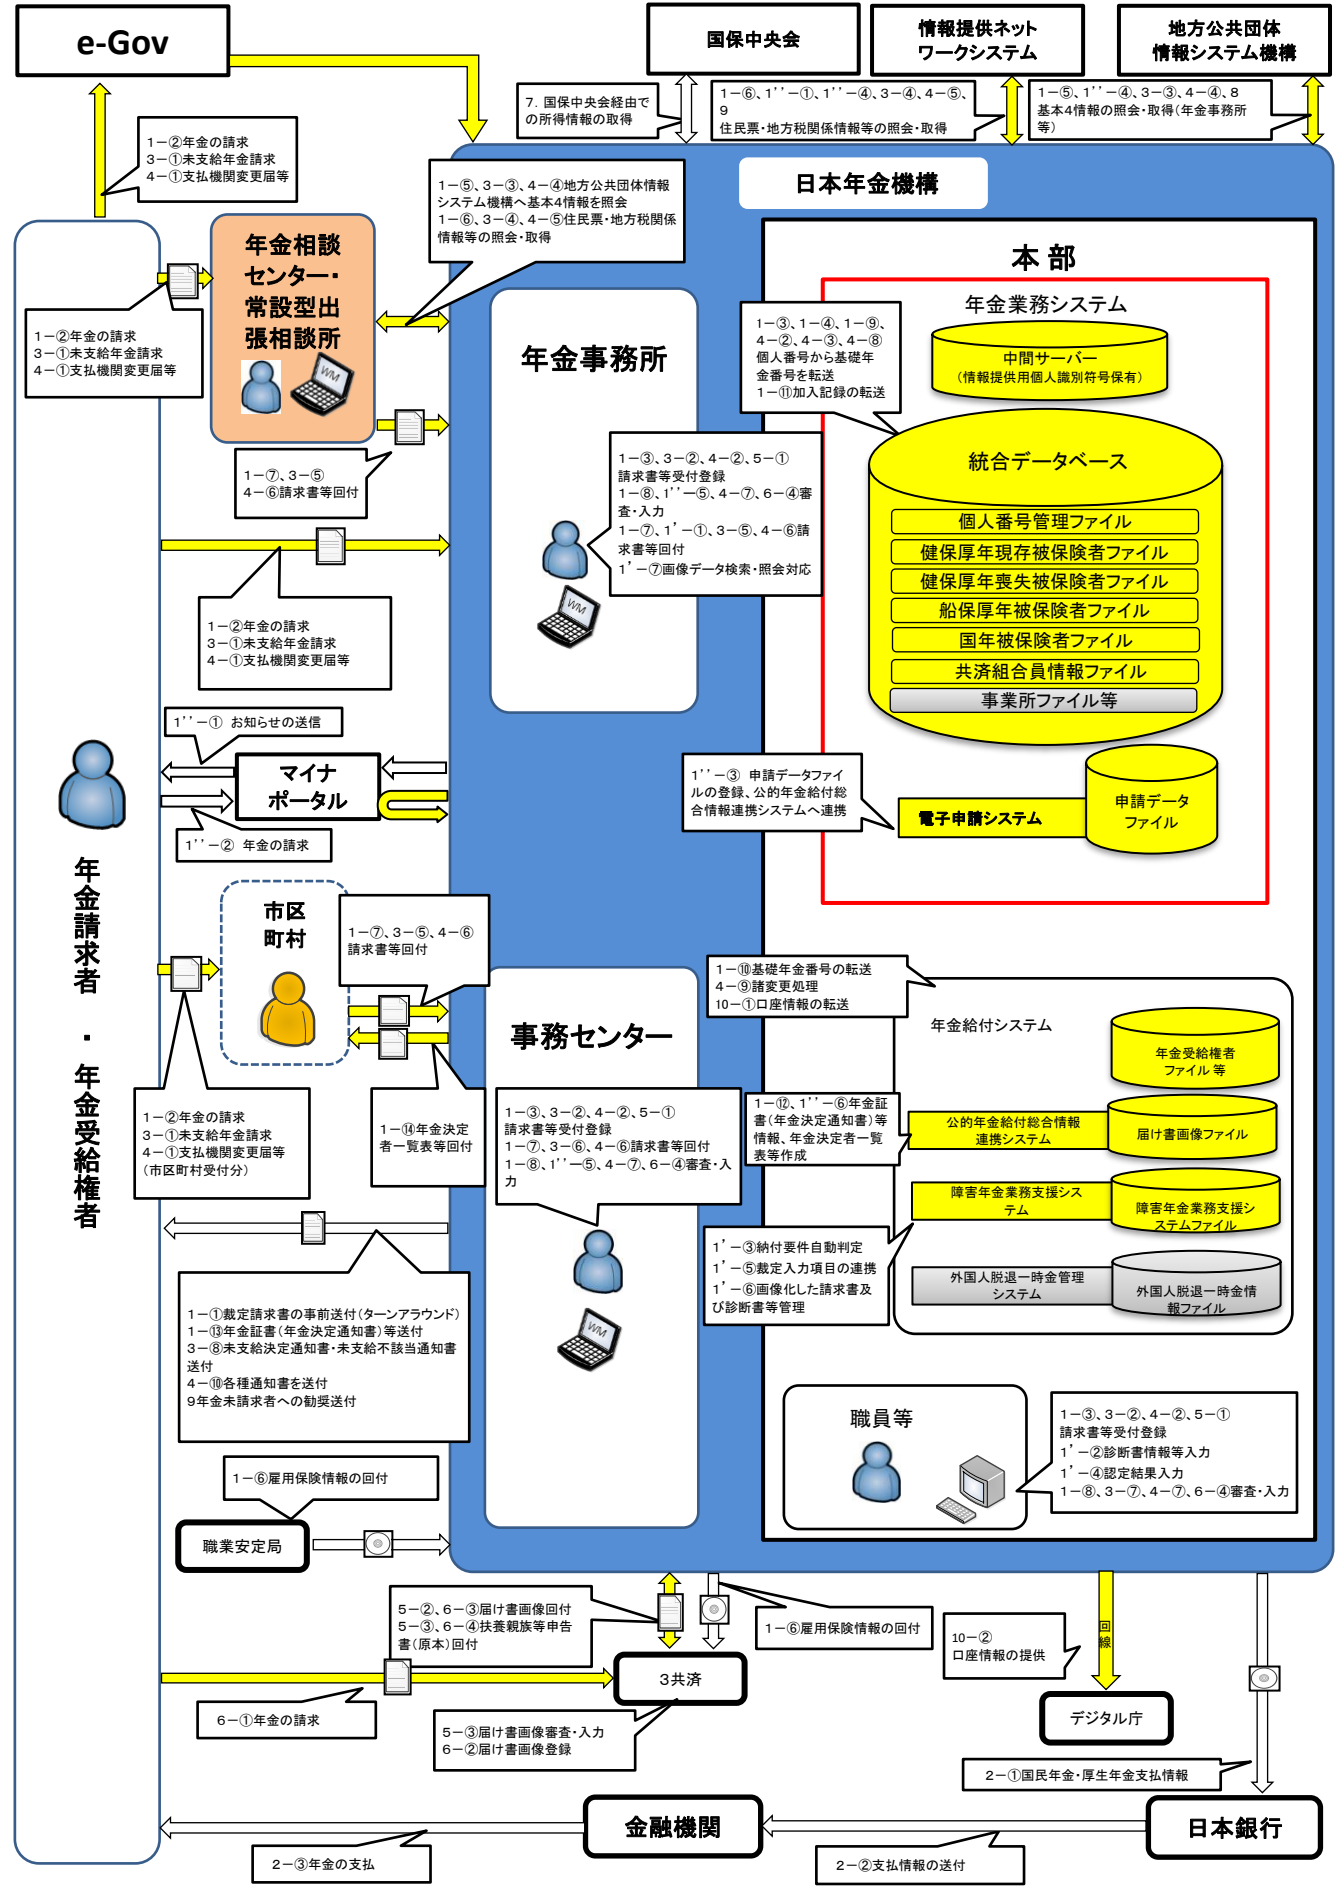 e-Gov
国保中央会
情報提供ネット
ワークシステム
地方公共団体
情報システム機構
7．国保中央会経由で
の所得情報の取得
1－⑥、1’’－①、1’’－④、3－④、4－⑤、
9
住民票・地方税関係情報等の照会・取得
1－⑤、1’’－④、3－③、4－④、8
基本4情報の照会・取得（年金事務所
等）
1－②年金の請求
3－①未支給年金請求
4－①支払機関変更届等
1－⑤、3－③、4－④地方公共団体情報
システム機構へ基本4情報を照会
1－⑥、3－④、4－⑤住民票・地方税関係
情報等の照会・取得
日本年金機構
年金相談
センター・
常設型出
張相談所
1－②年金の請求
3－①未支給年金請求
4－①支払機関変更届等
本 部
年金業務システム
年金事務所
1－③、1－④、1－⑨、
4－②、4－③、4－⑧
個人番号から基礎年
金番号を転送
1－⑪加入記録の転送
中間サーバー
（情報提供用個人識別符号保有）
統合データベース
個人番号管理ファイル
健保厚年現存被保険者ファイル
健保厚年喪失被保険者ファイル
船保厚年被保険者ファイル
国年被保険者ファイル
共済組合員情報ファイル
事業所ファイル等
1－⑦、3－⑤
4－⑥請求書等回付
1－③、3－②、4－②、5－①
請求書等受付登録
1－⑧、1’’－⑤、4－⑦、6－④審
査・入力
1－⑦、1’－①、3－⑤、4－⑥請
求書等回付
1’－⑦画像データ検索・照会対応
WM
1－②年金の請求
3－①未支給年金請求
4－①支払機関変更届等
1’’－① お知らせの送信
マイナ
ポータル
1’’－② 年金の請求
1’’－③ 申請データファイ
ルの登録、公的年金給付総
合情報連携システムへ連携
電子申請システム
申請データ
ファイル
年金請求者・年金受給権者
市区
町村
1－⑦、3－⑤、4－⑥
請求書等回付
1－②年金の請求
3－①未支給年金請求
4－①支払機関変更届等
（市区町村受付分）
1－⑭年金決定
者一覧表等回付
事務センター
1－③、3－②、4－②、5－①
請求書等受付登録
1－⑦、3－⑥、4－⑥請求書等回付
1－⑧、1’’－⑤、4－⑦、6－④審査・入
力
WM
1－⑩基礎年金番号の転送
4－⑨諸変更処理
10－①口座情報の転送
年金給付システム
年金受給権者
ファイル 等
1－⑫、1’’－⑥年金証
書（年金決定通知書）等
情報、年金決定者一覧
表等作成
公的年金給付総合情報
連携システム
届け書画像ファイル
障害年金業務支援シス
テム
障害年金業務支援シ
ステムファイル
1’－③納付要件自動判定
1’－⑤裁定入力項目の連携
1’－⑥画像化した請求書及
び診断書等管理
外国人脱退一時金管理
システム
外国人脱退一時金情
報ファイル
1－①裁定請求書の事前送付（ターンアラウンド）
1－⑬年金証書（年金決定通知書）等送付
3－⑧未支給決定通知書・未支給不該当通知書
送付
4－⑩各種通知書を送付
9年金未請求者への勧奨送付
職員等
1－③、3－②、4－②、5－①
請求書等受付登録
1’－②診断書情報等入力
1’－④認定結果入力
1－⑧、3－⑦、4－⑦、6－④審査・入力
1－⑥雇用保険情報の回付
職業安定局
5－②、6－③届け書画像回付
5－③、6－④扶養親族等申告
書（原本）回付
1－⑥雇用保険情報の回付
10－②
口座情報の提供
回線
3共済
6－①年金の請求
5－③届け書画像審査・入力
6－②届け書画像登録
デジタル庁
2－①国民年金・厚生年金支払情報
金融機関
日本銀行
2－③年金の支払
2－②支払情報の送付